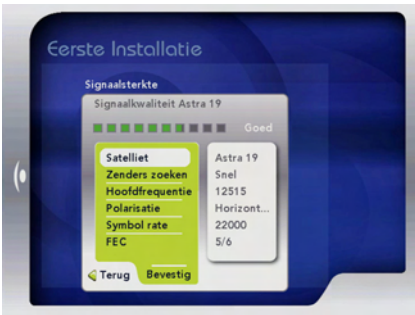 Eerste Installatie
Signaalsterkte
Signaalkwaliteit Astra 19
Goed
Satelliet Astra 19
Zenders zoeken Snel
Hoofdfrequentie 12515
Polarisatie Horizont...
Symbol rate 22000
FEC 5/6
Terug Bevestig